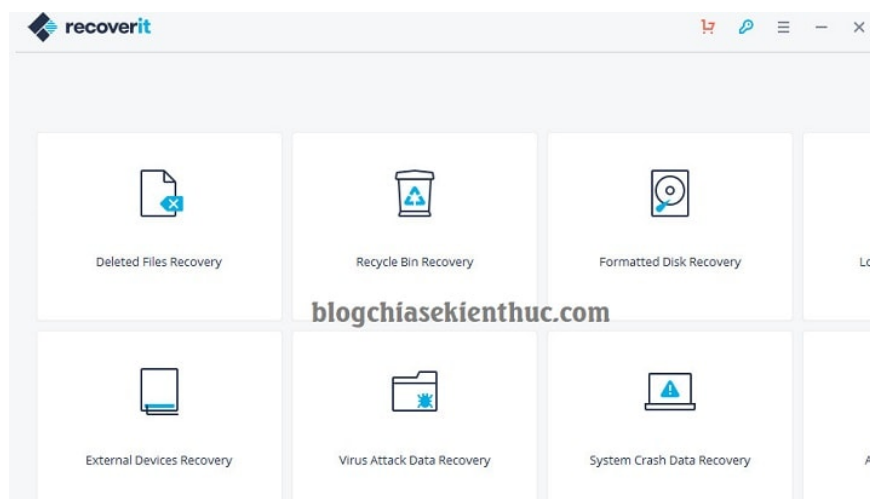 recoverit
Deleted Files Recovery
Recycle Bin Recovery
Formatted Disk Recovery
Lo
blogchiasekienthuc.com
External Devices Recovery
Virus Attack Data Recovery
System Crash Data Recovery
A